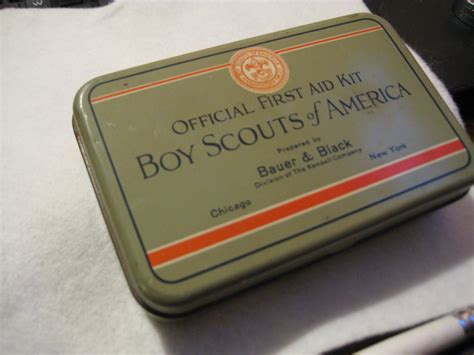 OFFICIAL FIRST AID KIT
BOY SCOUTS of AMERICA
Prepared by
Bauer & Black
Division of The Kendall Company
Chicago New York